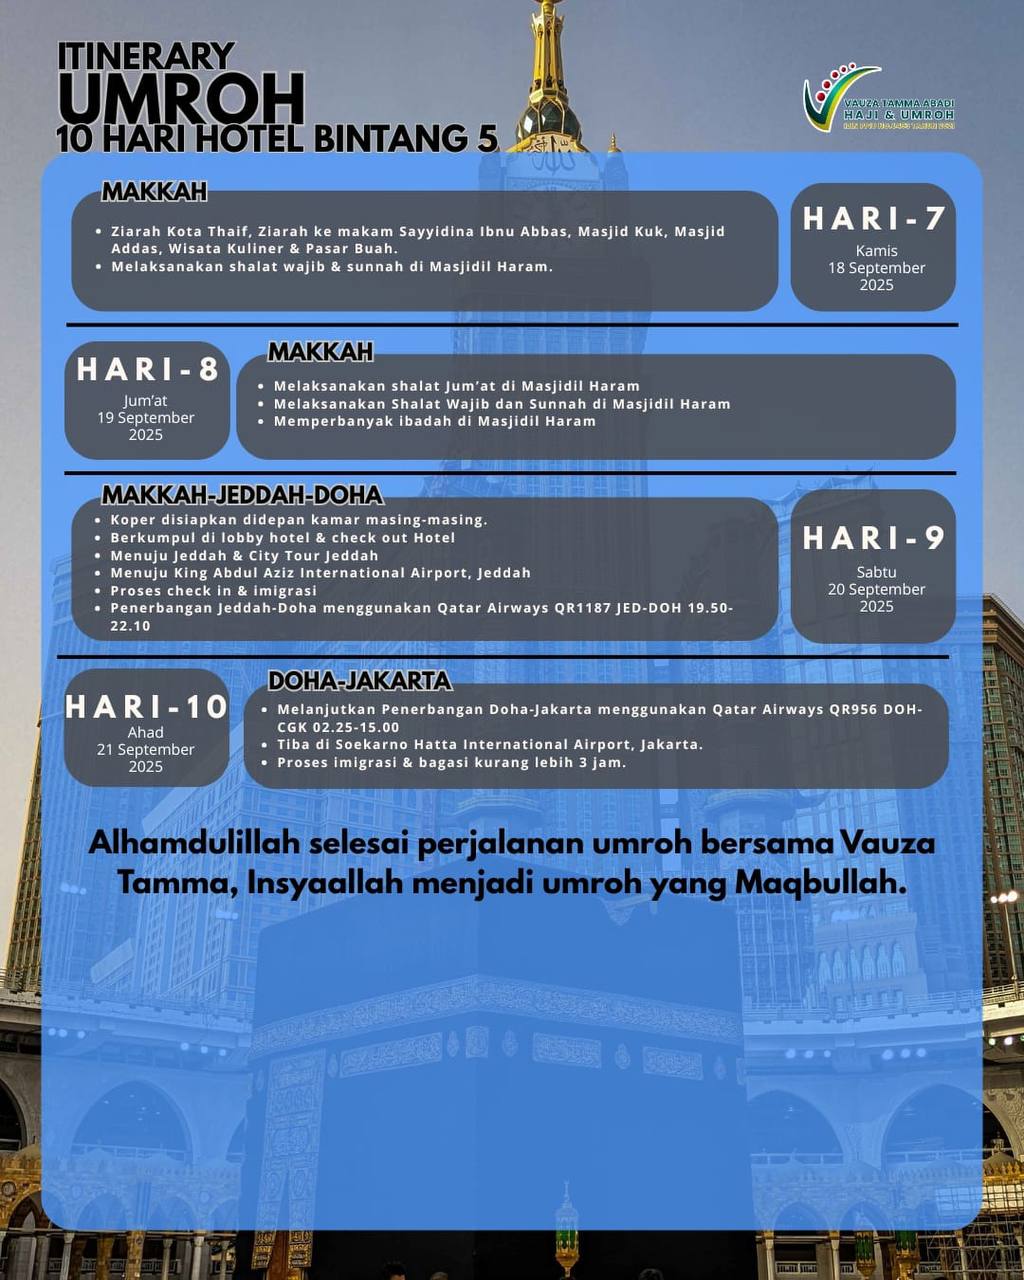 ITINERARY
UMROH
10 HARI HOTEL BINTANG 5
VAUZA TAMMA ABADI
HAJI & UMROH
MAKKAH
• Ziarah Kota Thaif, Ziarah ke makam Sayyidina Ibnu Abbas, Masjid Kuk, Masjid
Addas, Wisata Kuliner & Pasar Buah.
• Melaksanakan shalat wajib & sunnah di Masjidil Haram.
HARI-7
Kamis
18 September
2025
HARI-8
Jum'at
19 September
2025
MAKKAH
• Melaksanakan shalat Jum'at di Masjidil Haram
• Melaksanakan Shalat Wajib dan Sunnah di Masjidil Haram
• Memperbanyak ibadah di Masjidil Haram
MAKKAH-JEDDAH-DOHA
• Koper disiapkan didepan kamar masing-masing.
• Berkumpul di lobby hotel & check out Hotel
• Menuju Jeddah & City Tour Jeddah
• Menuju King Abdul Aziz International Airport, Jeddah
• Proses check in & imigrasi
• Penerbangan Jeddah-Doha menggunakan Qatar Airways QR1187 JED-DOH 19.50-
22.10
HARI-9
Sabtu
20 September
2025
HARI-10
Ahad
21 September
2025
DOHA-JAKARTA
• Melanjutkan Penerbangan Doha-Jakarta menggunakan Qatar Airways QR956 DOH-
CGK 02.25-15.00
• Tiba di Soekarno Hatta International Airport, Jakarta.
• Proses imigrasi & bagasi kurang lebih 3 jam.
Alhamdulillah selesai perjalanan umroh bersama Vauza
Tamma, Insyaallah menjadi umroh yang Maqbullah.